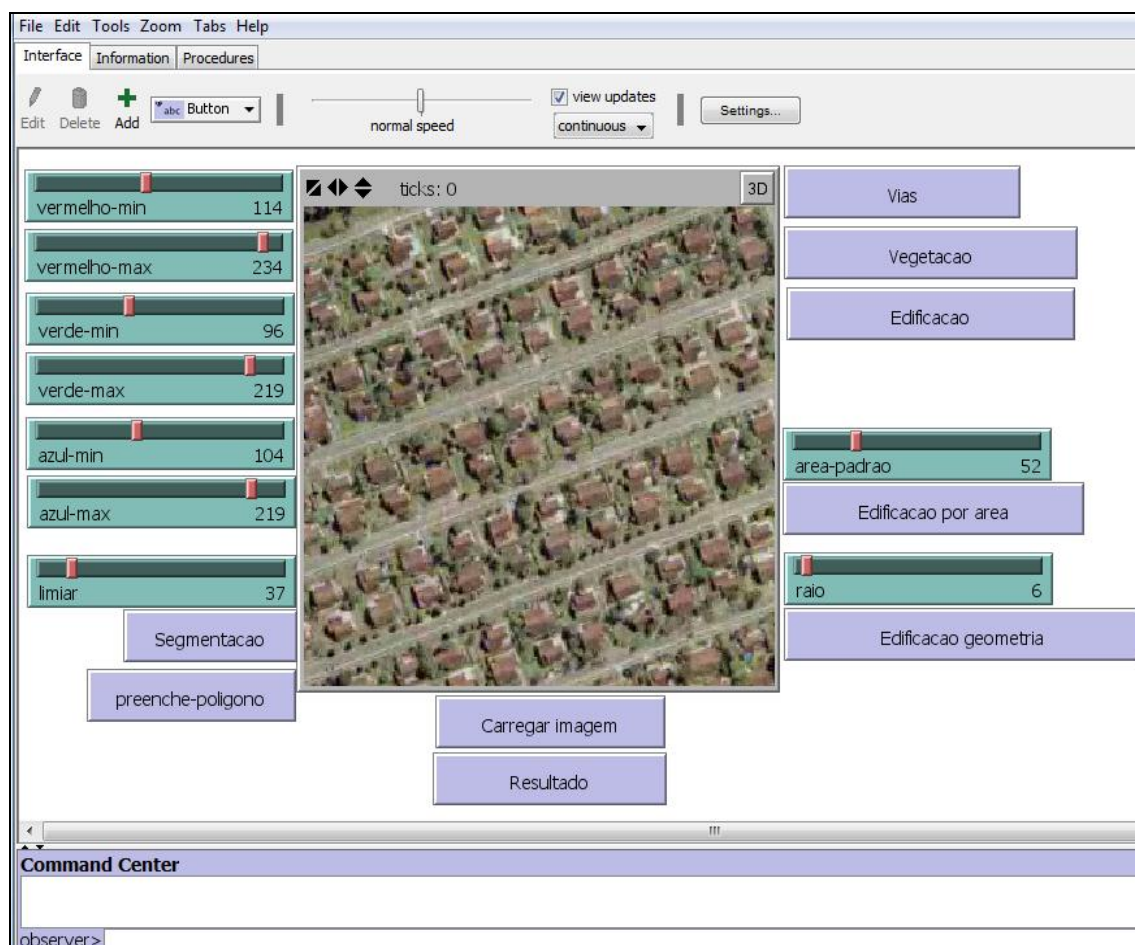 File Edit Tools Zoom Tabs Help
Interface Information Procedures
Edit Delete Add abc Button normal speed view updates continuous Settings...
ticks: 0 3D
vermelho-min 114
vermelho-max 234
verde-min 96
verde-max 219
azul-min 104
azul-max 219
limiar 37
Segmentacao
preenche-poligono
Carregar imagem
Resultado
Vias
Vegetacao
Edificacao
area-padrao 52
Edificacao por area
raio 6
Edificacao geometria
Command Center
observer>